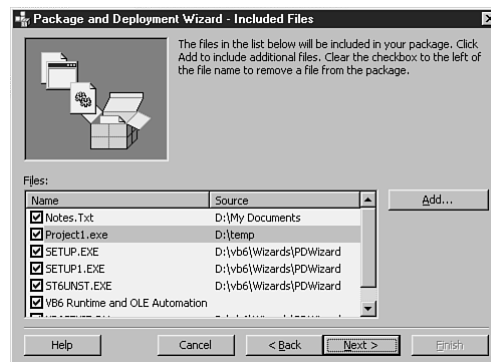 Package and Deployment Wizard - Included Files
The files in the list below will be included in your package. Click
Add to include additional files. Clear the checkbox to the left of
the file name to remove a file from the package.
Files:
Name Source
Notes.Txt D:\My Documents
Project1.exe D:\temp
SETUP.EXE D:\vb6\Wizards\PDWizard
SETUP1.EXE D:\vb6\Wizards\PDWizard
ST6UNST.EXE D:\vb6\Wizards\PDWizard
VB6 Runtime and OLE Automation
Add...
Help Cancel < Back Next > Finish